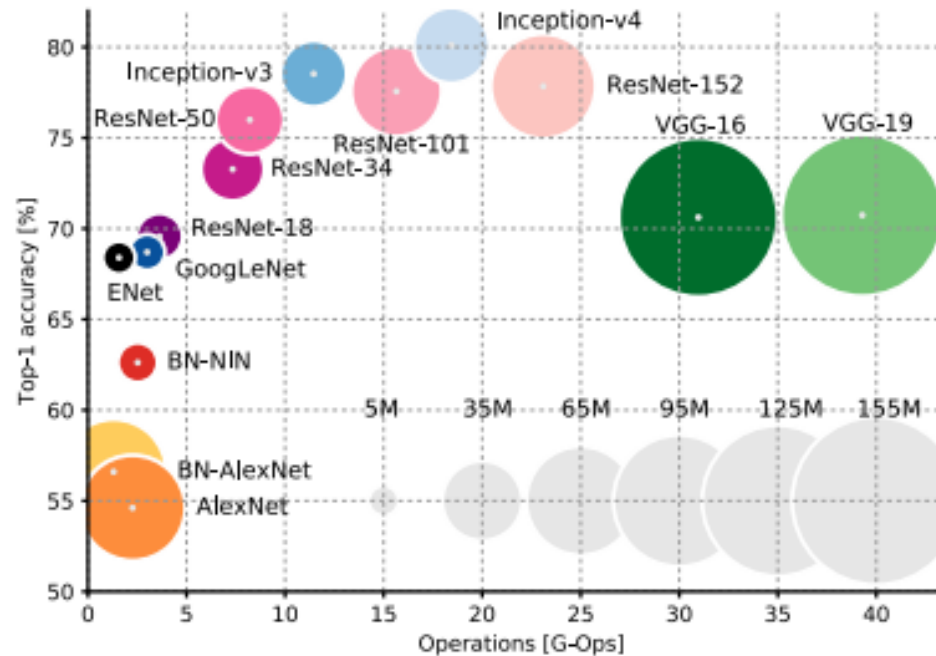 Inception-v4
80
Inception-v3
ResNet-152
ResNet-50
VGG-16
VGG-19
ResNet-101
75
ResNet-34
70
ResNet-18
GoogLeNet
ENet
Top-1 accuracy [%]
65
BN-NIN
60
5M 35M 65M 95M 125M 155M
BN-AlexNet
55
AlexNet
50
0 5 10 15 20 25 30 35 40
Operations [G-Ops]